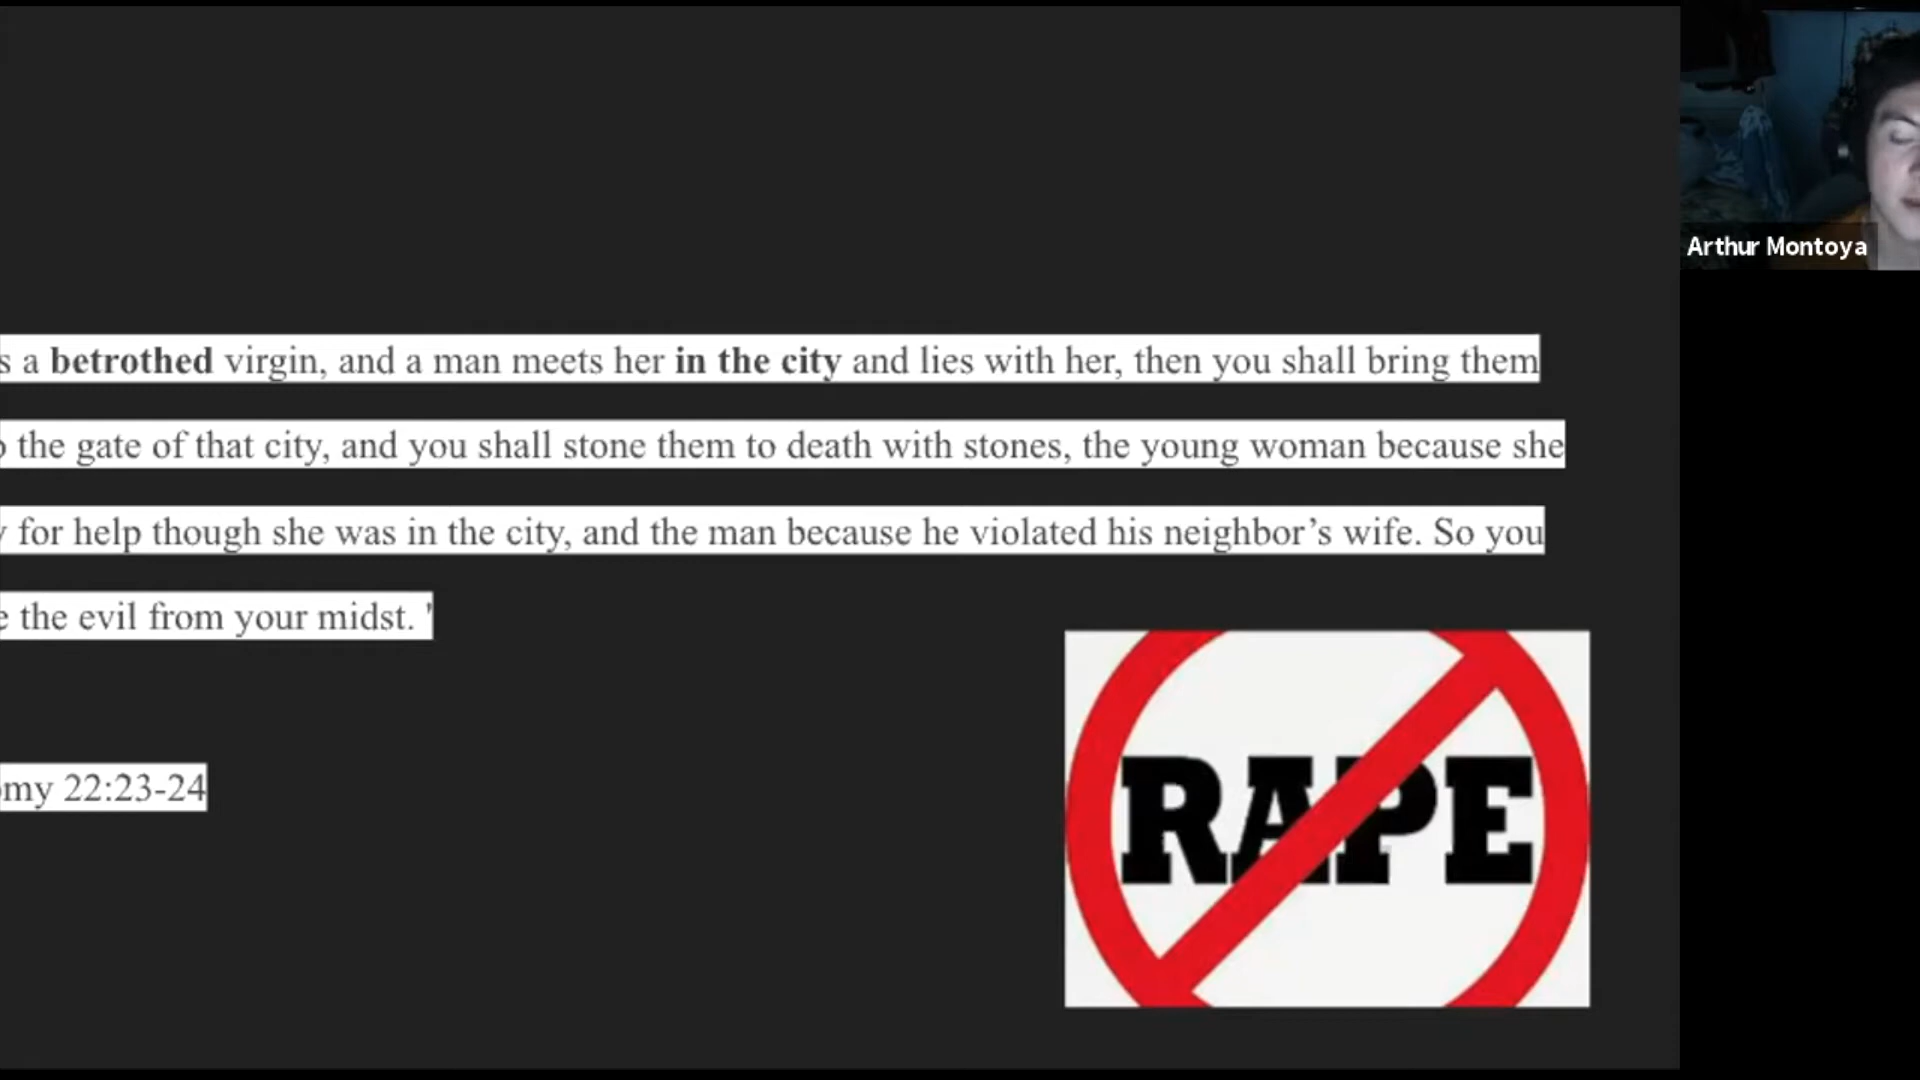 s a betrothed virgin, and a man meets her in the city and lies with her, then you shall bring them
the gate of that city, and you shall stone them to death with stones, the young woman because she
for help though she was in the city, and the man because he violated his neighbor’s wife. So you
e the evil from your midst. '
omy 22:23-24
RAPE
Arthur Montoya